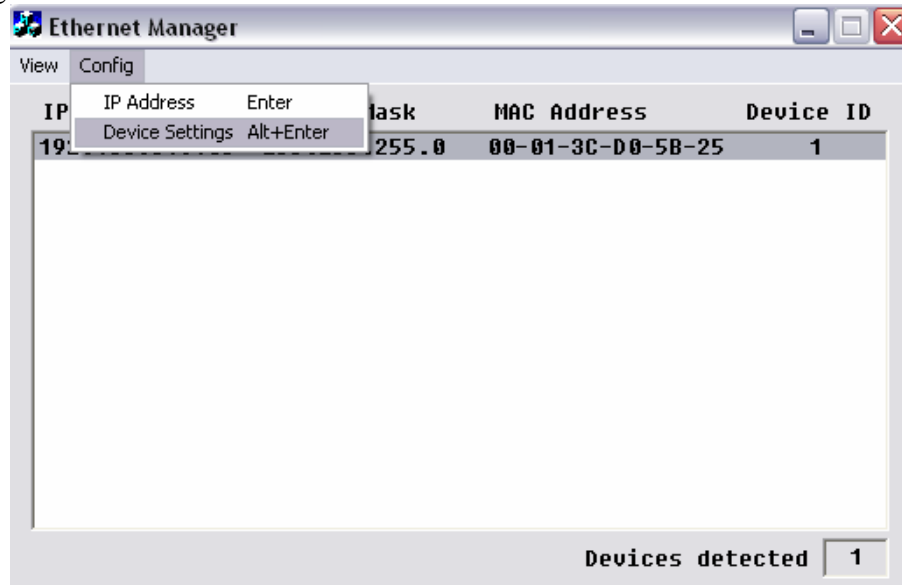 Ethernet Manager
View Config
IP Address Enter
Device Settings Alt+Enter
IP MAC Address Device ID
255.0 00-01-3C-D0-5B-25 1
Devices detected 1